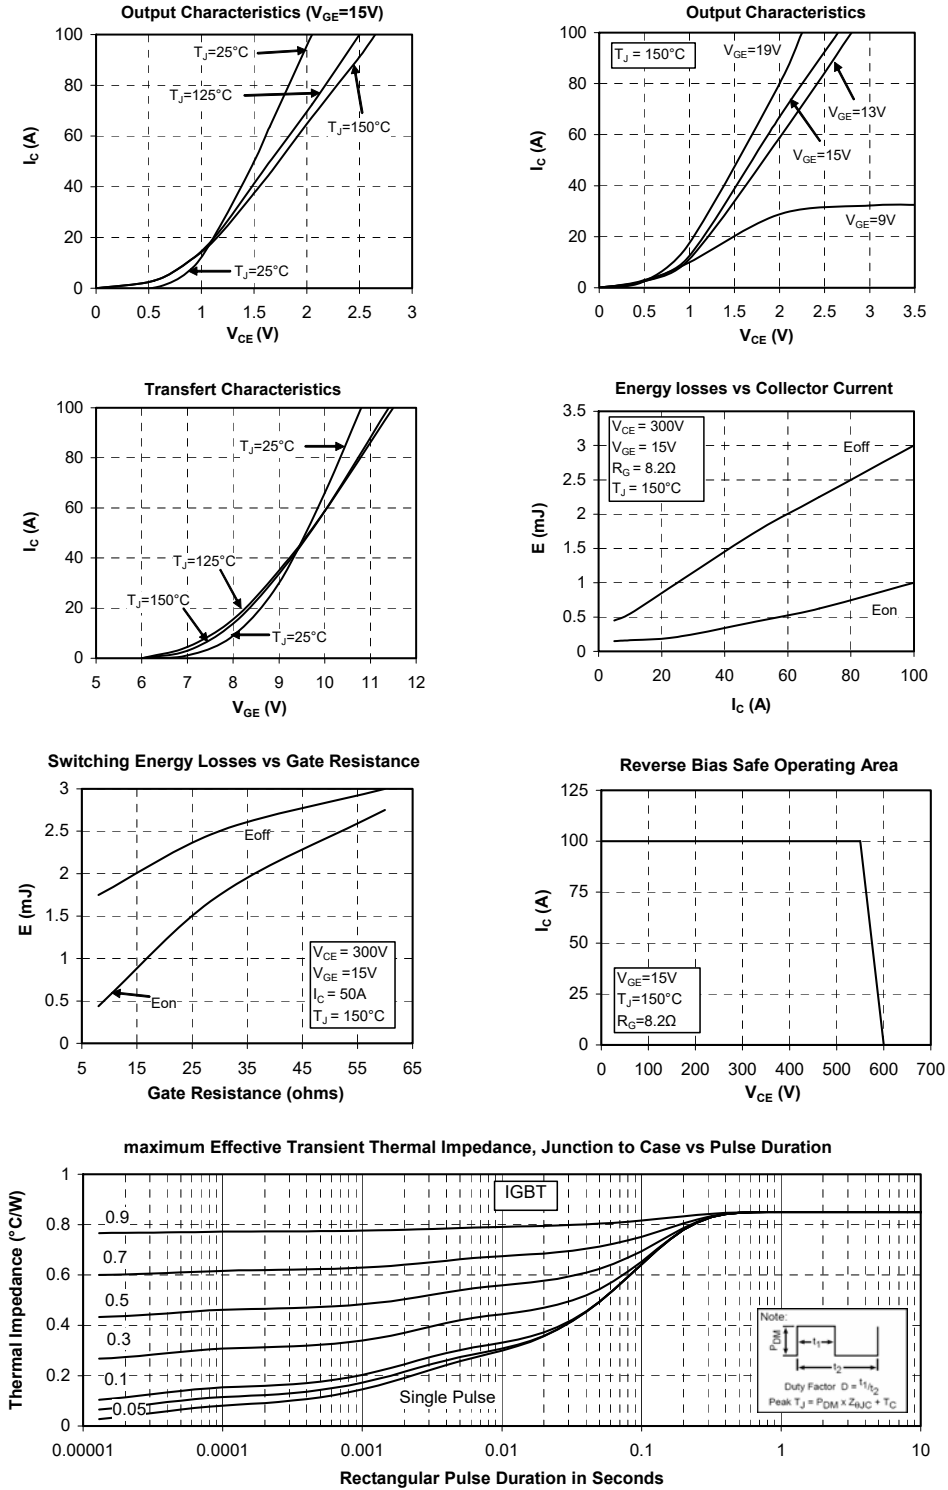 Output Characteristics (VGE=15V)
100
80
60
40
20
0
IC (A)
TJ=25°C
TJ=125°C
TJ=150°C
TJ=25°C
0 0.5 1 1.5 2 2.5 3
VCE (V)
Output Characteristics
100
80
60
40
20
0
IC (A)
TJ = 150°C
VGE=19V
VGE=13V
VGE=15V
VGE=9V
0 0.5 1 1.5 2 2.5 3 3.5
VCE (V)
Transfert Characteristics
100
80
60
40
20
0
IC (A)
TJ=25°C
TJ=125°C
TJ=150°C
TJ=25°C
5 6 7 8 9 10 11 12
VGE (V)
Energy losses vs Collector Current
3.5
3
2.5
2
1.5
1
0.5
0
E (mJ)
VCE = 300V
VGE = 15V
RG = 8.2Ω
TJ = 150°C
Eoff
Eon
0 20 40 60 80 100
IC (A)
Switching Energy Losses vs Gate Resistance
3
2.5
2
1.5
1
0.5
0
E (mJ)
Eoff
Eon
VCE = 300V
VGE =15V
IC = 50A
TJ = 150°C
5 15 25 35 45 55 65
Gate Resistance (ohms)
Reverse Bias Safe Operating Area
125
100
75
50
25
0
IC (A)
VGE=15V
TJ=150°C
RG=8.2Ω
0 100 200 300 400 500 600 700
VCE (V)
maximum Effective Transient Thermal Impedance, Junction to Case vs Pulse Duration
1
0.8
0.6
0.4
0.2
0
Thermal Impedance (°C/W)
IGBT
0.9
0.7
0.5
0.3
0.1
0.05
Single Pulse
Note:
PDM
t1
t2
Duty Factor D = t1/t2
Peak TJ = PDM x ZθJC + TC
0.00001 0.0001 0.001 0.01 0.1 1 10
Rectangular Pulse Duration in Seconds